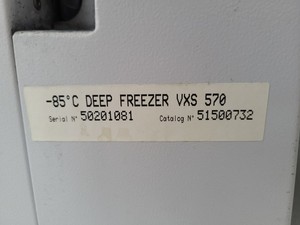 -85°C DEEP FREEZER VXS 570
Serial N° 50201081 Catalog N° 51500732